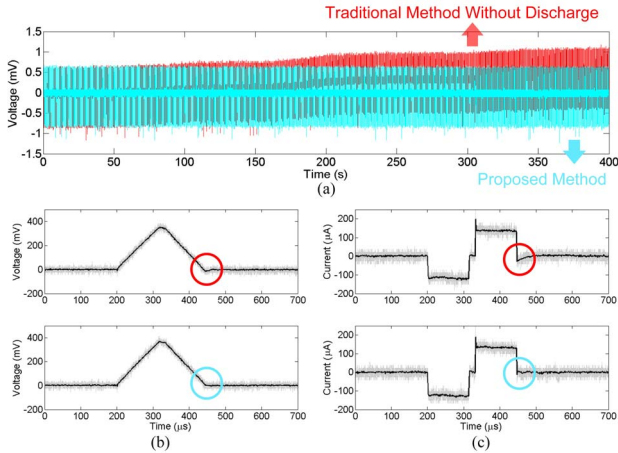 Traditional Method Without Discharge
Voltage (mV)
1.5
1
0.5
0
-0.5
-1
-1.5
0 50 100 150 200 250 300 350 400
Time (s)
Proposed Method
(a)
Voltage (mV)
400
200
0
-200
0 100 200 300 400 500 600 700
Current (μA)
200
100
0
-100
-200
0 100 200 300 400 500 600 700
Voltage (mV)
400
200
0
-200
0 100 200 300 400 500 600 700
Time (μs)
(b)
Current (μA)
200
100
0
-100
-200
0 100 200 300 400 500 600 700
Time (μs)
(c)